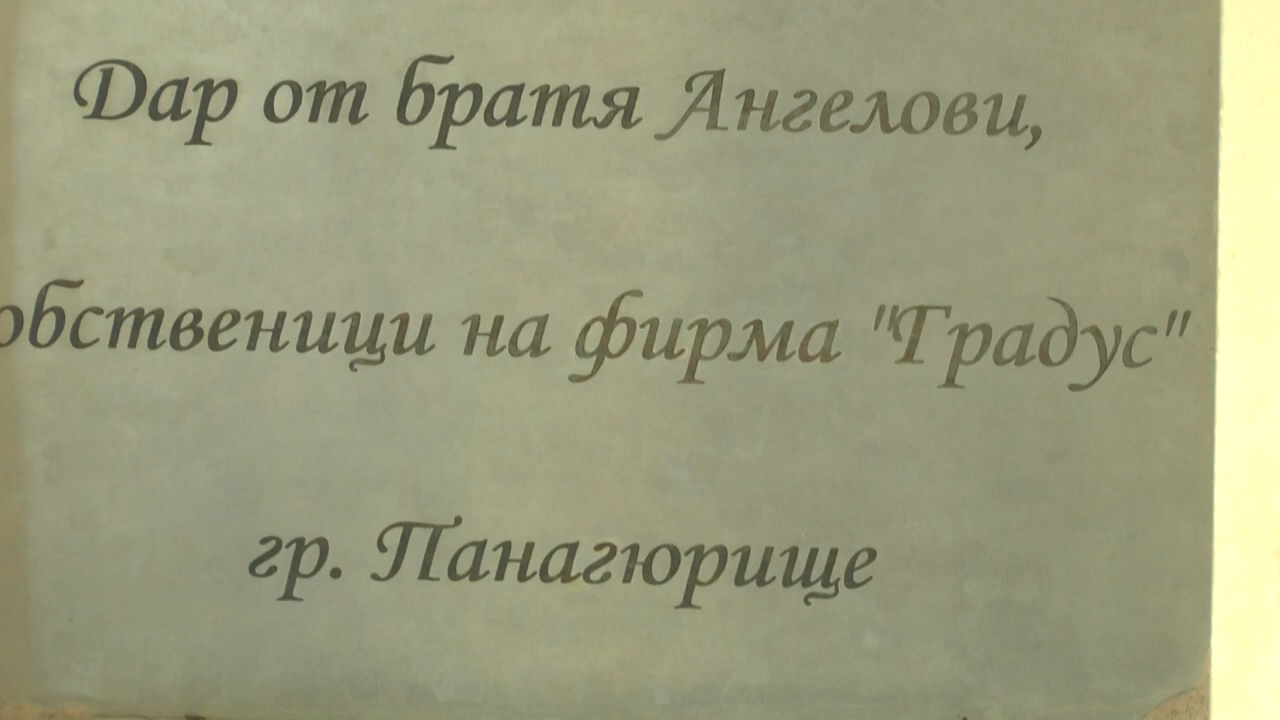 Дар от братя Ангелови,
обственици на фирма "Градус"
гр. Панагюрище